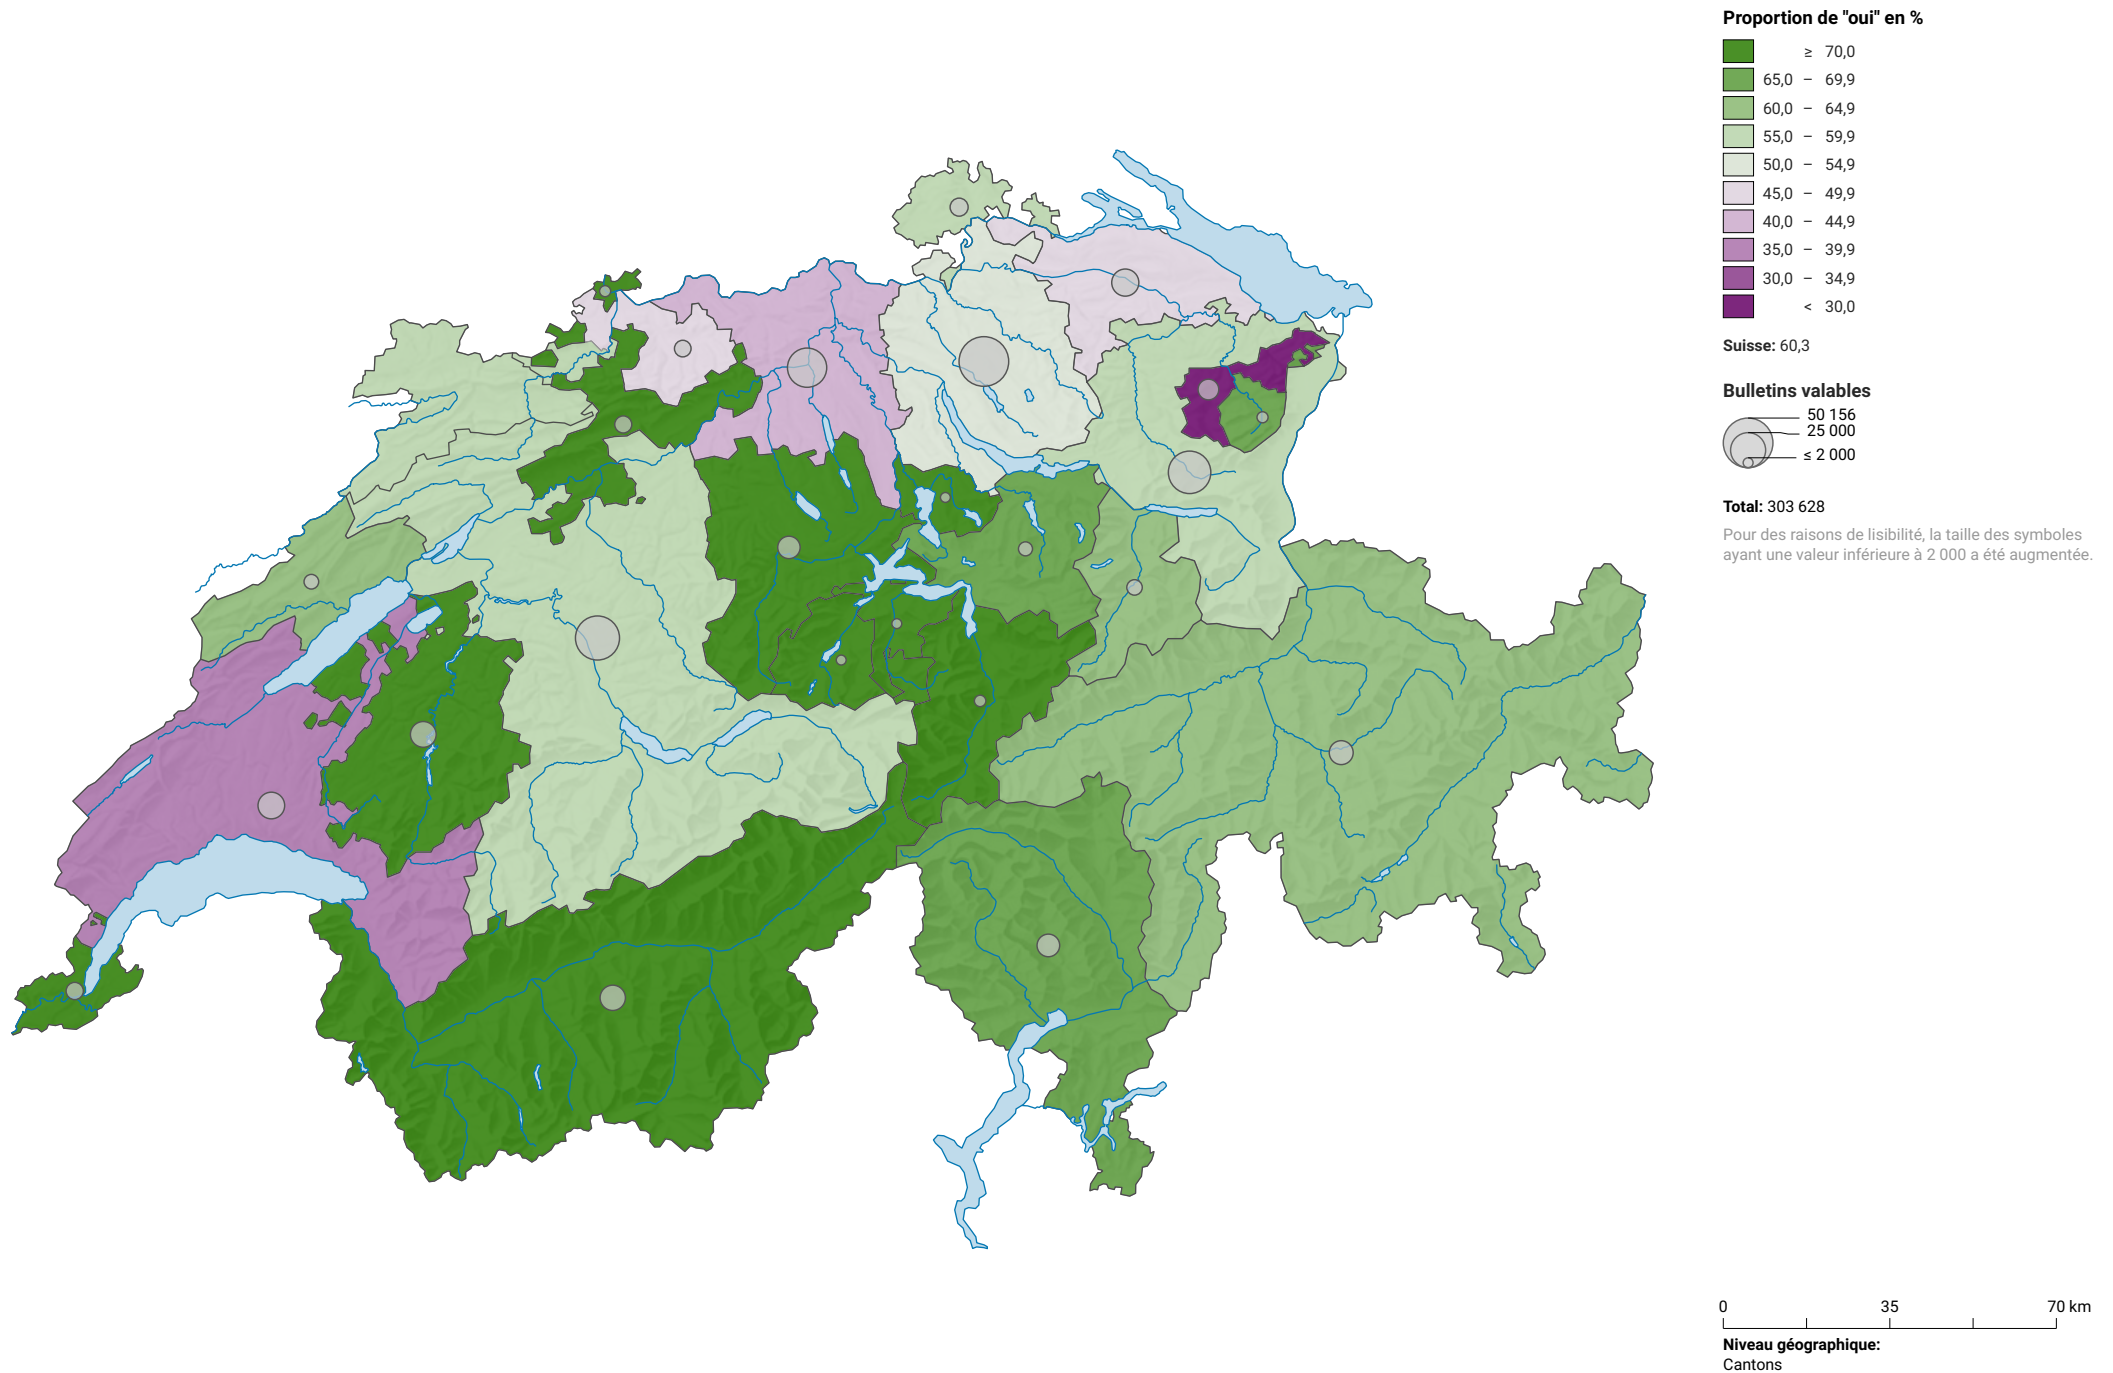 Proportion de "oui" en %
≥ 70,0
65,0 – 69,9
60,0 – 64,9
55,0 – 59,9
50,0 – 54,9
45,0 – 49,9
40,0 – 44,9
35,0 – 39,9
30,0 – 34,9
< 30,0
Suisse: 60,3
Bulletins valables
50 156
25 000
≤ 2 000
Total: 303 628
Pour des raisons de lisibilité, la taille des symboles
ayant une valeur inférieure à 2 000 a été augmentée.
0 35 70 km
Niveau géographique:
Cantons